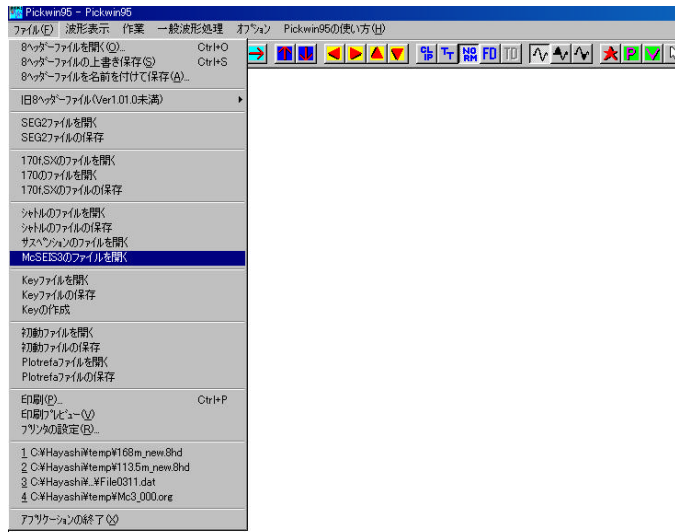 Pickwin95 - Pickwin95
ファイル(F) 波形表示 作業 一般波形処理 オプション Pickwin95の使い方(H)
8ヘッダーファイルを開く(O)... Ctrl+O
8ヘッダーファイルの上書き保存(S) Ctrl+S
8ヘッダーファイルを名前を付けて保存(A)...
CLIP TT NORM FD TD P
旧8ヘッダーファイル(Ver1.01.0未満)
SEG2ファイルを開く
SEG2ファイルの保存
170f,SXのファイルを開く
170のファイルを開く
170f,SXのファイルの保存
シャトルのファイルを開く
シャトルのファイルの保存
サスペンションのファイルを開く
McSEIS3のファイルを開く
Keyファイルを開く
Keyファイルの保存
Keyの作成
初動ファイルを開く
初動ファイルの保存
Plotrefaファイルを開く
Plotrefaファイルの保存
印刷(P)... Ctrl+P
印刷プレビュー(V)
プリンタの設定(R)...
1 C:¥Hayashi¥temp¥168m_new.8hd
2 C:¥Hayashi¥temp¥113.5m_new.8hd
3 C:¥Hayashi¥...¥File0311.dat
4 C:¥Hayashi¥temp¥Mc3_000.org
アプリケーションの終了(X)